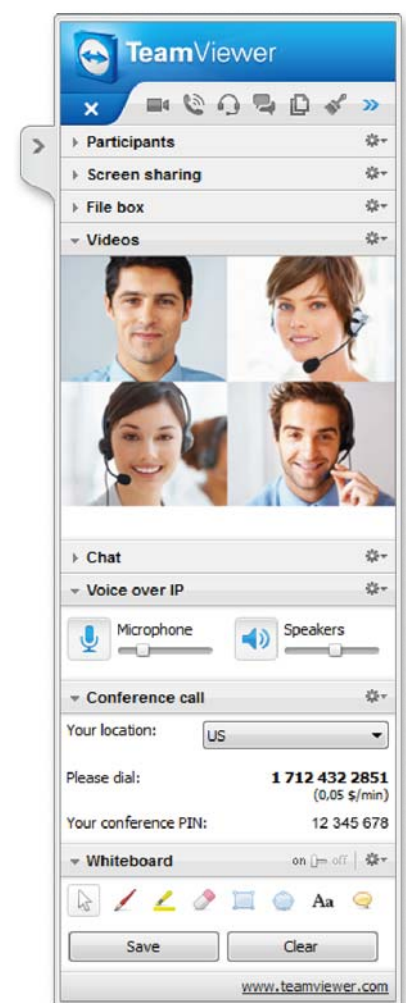 TeamViewer
Participants
Screen sharing
File box
Videos
Chat
Voice over IP
Microphone
Speakers
Conference call
Your location:
US
Please dial:
1 712 432 2851
(0,05 $/min)
Your conference PIN:
12 345 678
Whiteboard
on off
Aa
Save
Clear
www.teamviewer.com